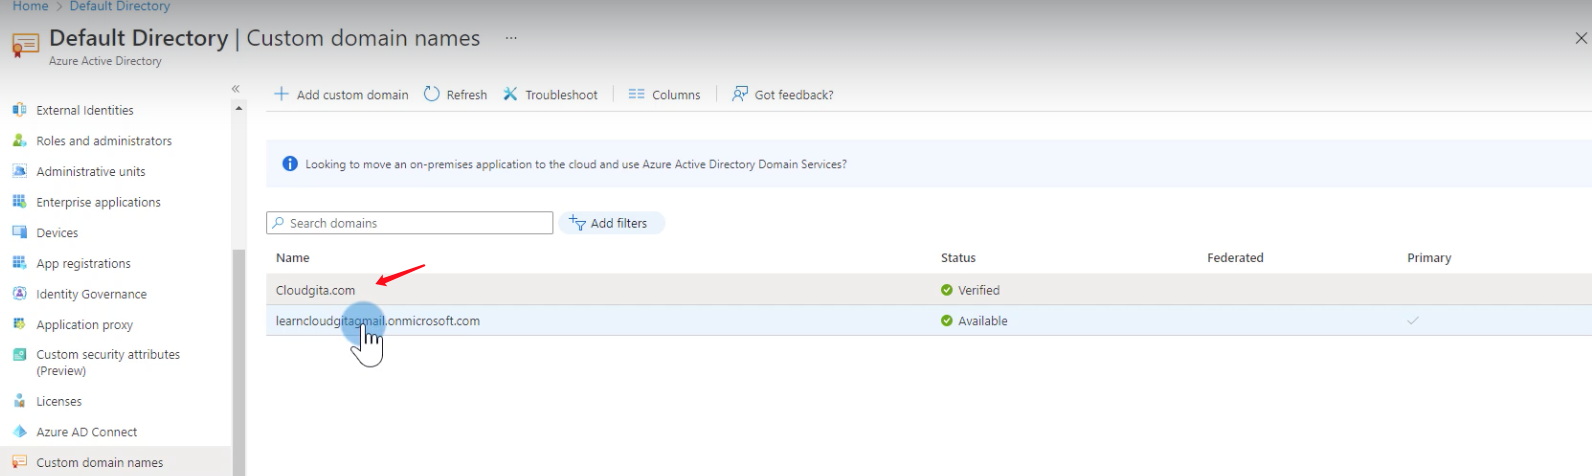 Home > Default Directory
Default Directory | Custom domain names ...
Azure Active Directory
«
External Identities
Roles and administrators
Administrative units
Enterprise applications
Devices
App registrations
Identity Governance
Application proxy
Custom security attributes
(Preview)
Licenses
Azure AD Connect
Custom domain names
+ Add custom domain Refresh Troubleshoot Columns Got feedback?
Looking to move an on-premises application to the cloud and use Azure Active Directory Domain Services?
Search domains Add filters
Name Status Federated Primary
Cloudgita.com Verified
learncloudgitagmail.onmicrosoft.com Available